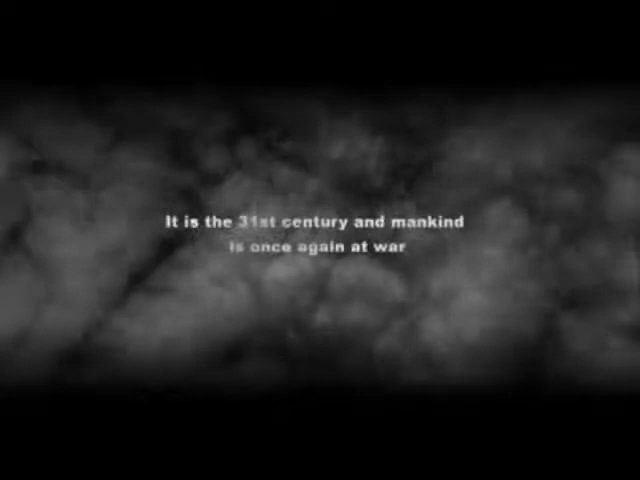 It is the 31st century and mankind
is once again at war